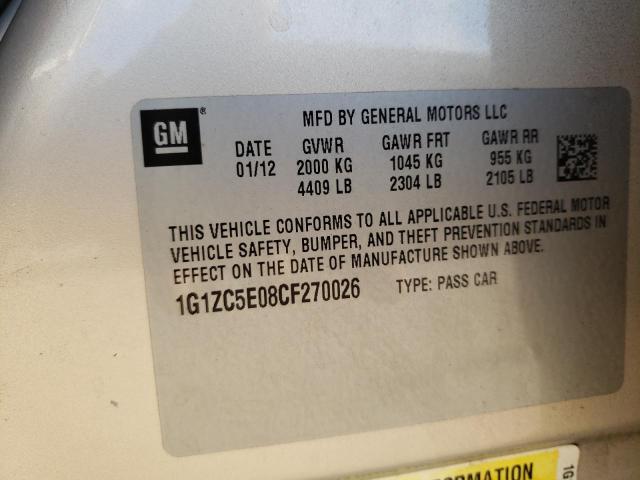 GM®
MFD BY GENERAL MOTORS LLC
DATE GVWR GAWR FRT GAWR RR
01/12 2000 KG 1045 KG 955 KG
4409 LB 2304 LB 2105 LB
THIS VEHICLE CONFORMS TO ALL APPLICABLE U.S. FEDERAL MOTOR
VEHICLE SAFETY, BUMPER, AND THEFT PREVENTION STANDARDS IN
EFFECT ON THE DATE OF MANUFACTURE SHOWN ABOVE.
1G1ZC5E08CF270026 TYPE: PASS CAR
1G